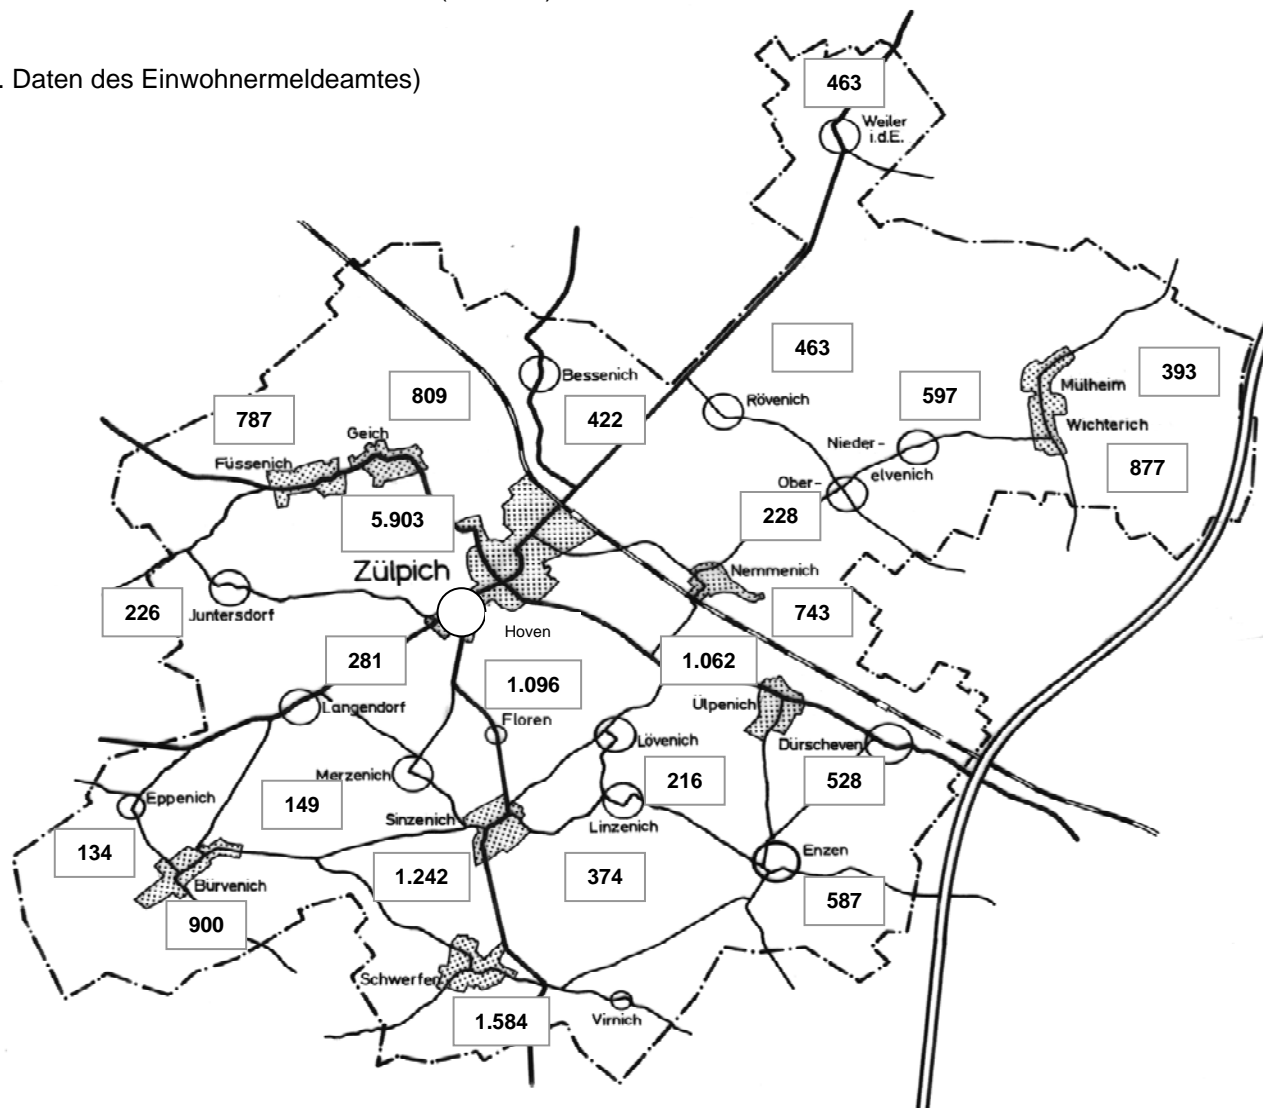 . Daten des Einwohnermeldeamtes)
463
Weiler
i.d.E.
463
393
Bessenich
809
787
422
Rövenich
597
Mülheim
Wichterich
Geich
Füssenich
Nieder-
elvenich
877
Ober-
5.903
228
Zülpich
Nemmenich
226
Juntersdorf
743
Hoven
281
1.096
1.062
Langendorf
Floren
Ülpenich
Lövenich
Dürscheven
Merzenich
216
528
Eppenich
149
Sinzenich
Linzenich
134
Enzen
Bürvenich
1.242
374
587
900
Schwerfen
1.584
Virnich